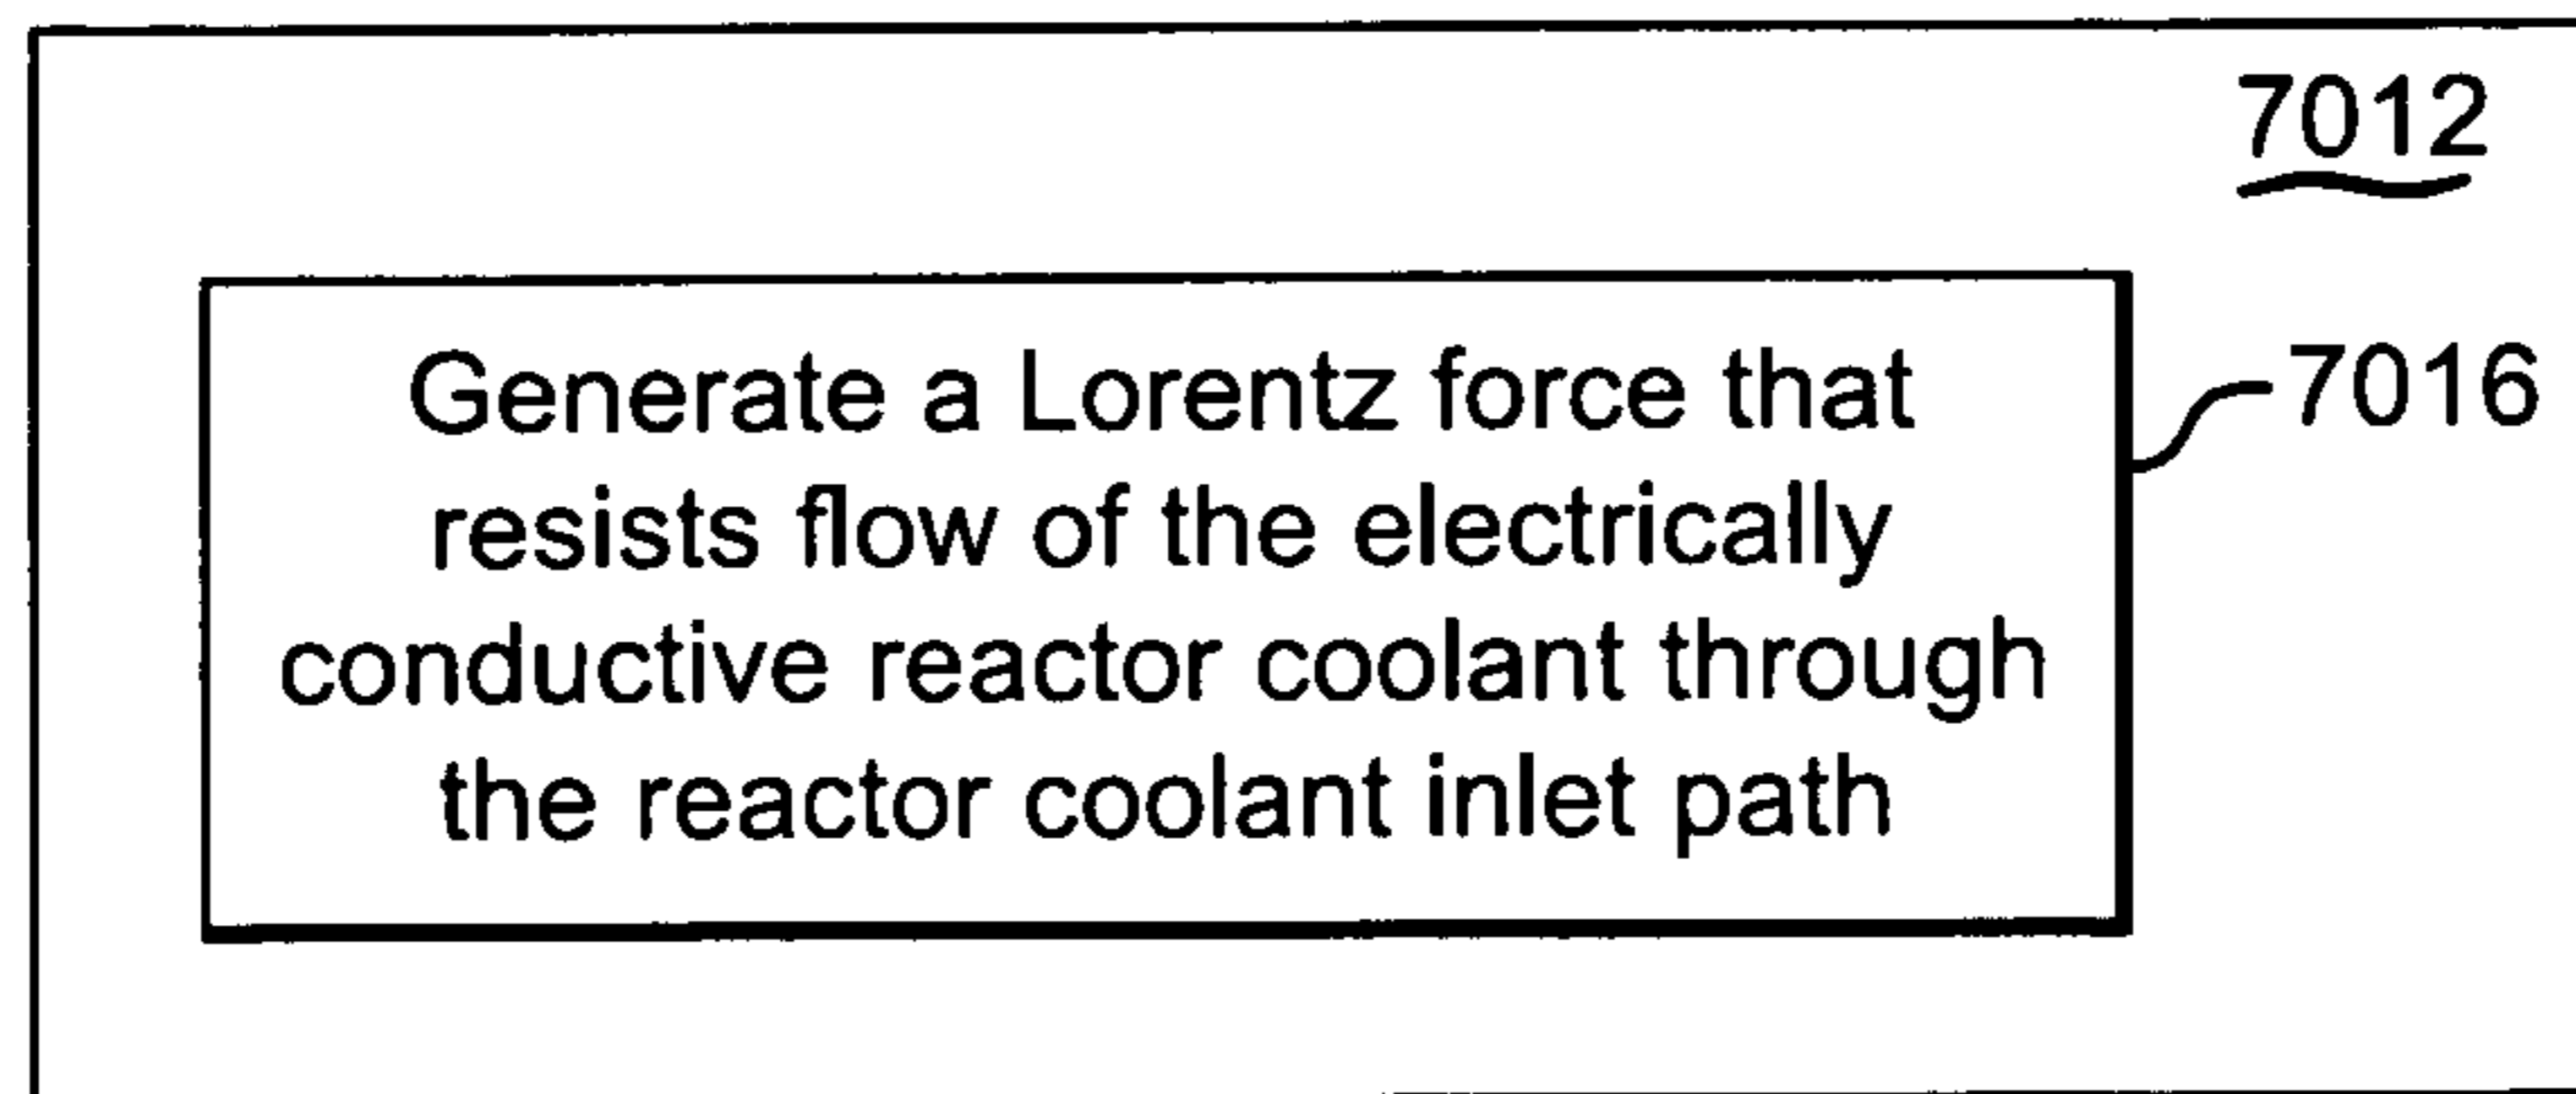 7012
Generate a Lorentz force that
resists flow of the electrically
conductive reactor coolant through
the reactor coolant inlet path
7016